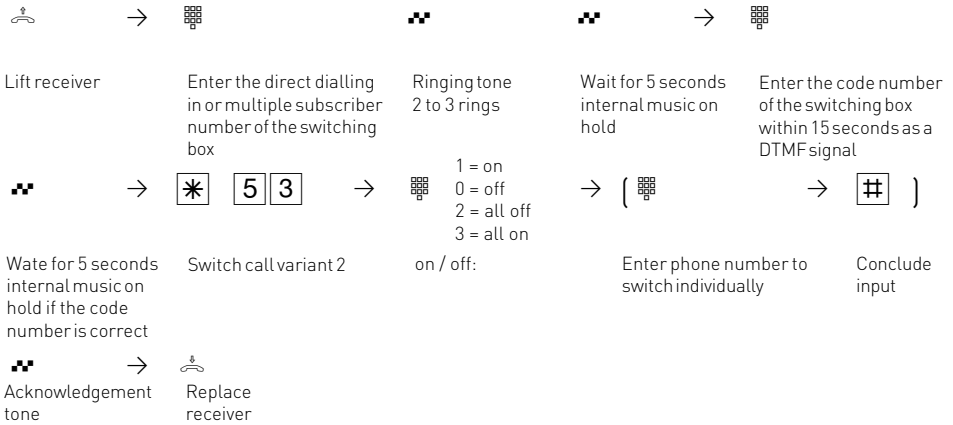 Lift receiver
Enter the direct dialling
in or multiple subscriber
number of the switching
box
Ringing tone
2 to 3 rings
Wait for 5 seconds
internal music on
hold
Enter the code number
of the switching box
within 15 seconds as a
DTMF signal
* 5 3
1 = on
0 = off
2 = all off
3 = all on
(
#
)
Wate for 5 seconds
internal music on
hold if the code
number is correct
Switch call variant 2
on / off:
Enter phone number to
switch individually
Conclude
input
Acknowledgement
tone
Replace
receiver